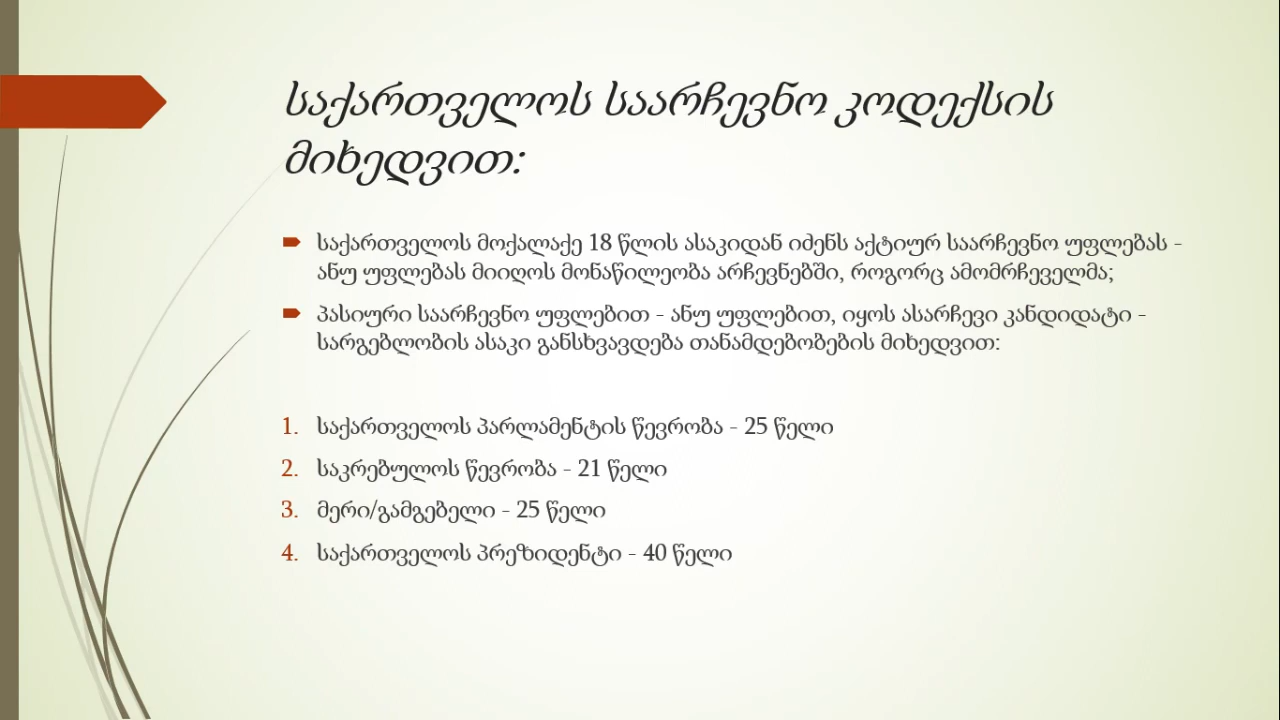 საქართველოს საარჩევნო კოდექსის
მიხედვით:
საქართველოს მოქალაქე 18 წლის ასაკიდან იძენს აქტიურ საარჩევნო უფლებას -
ანუ უფლებას მიიღოს მონაწილეობა არჩევნებში, როგორც ამომრჩეველმა;
პასიური საარჩევნო უფლებით - ანუ უფლებით, იყოს ასარჩევი კანდიდატი -
სარგებლობის ასაკი განსხვავდება თანამდებობების მიხედვით:
1. საქართველოს პარლამენტის წევრობა - 25 წელი
2. საკრებულოს წევრობა - 21 წელი
3. მერი/გამგებელი - 25 წელი
4. საქართველოს პრეზიდენტი - 40 წელი